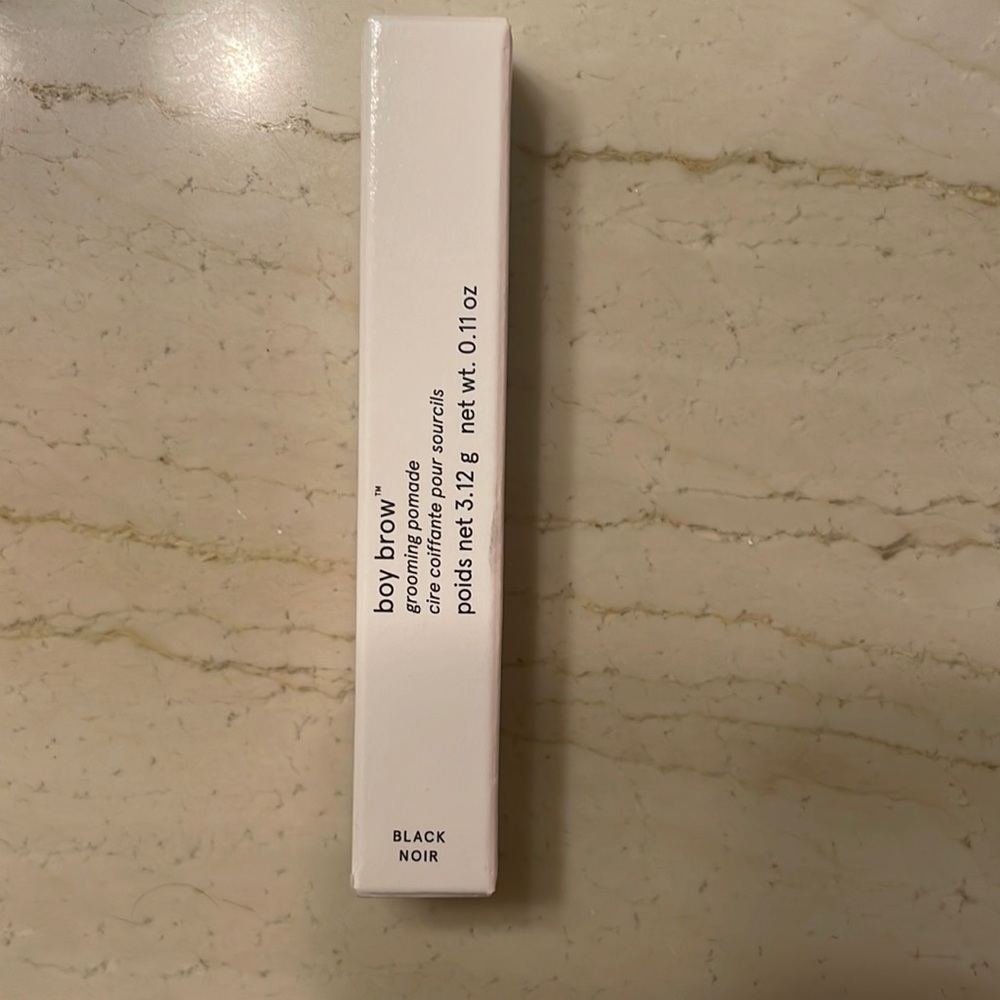 boy brow™
grooming pomade
cire coiffante pour sourcils
poids net 3.12 g net wt. 0.11 oz
BLACK
NOIR